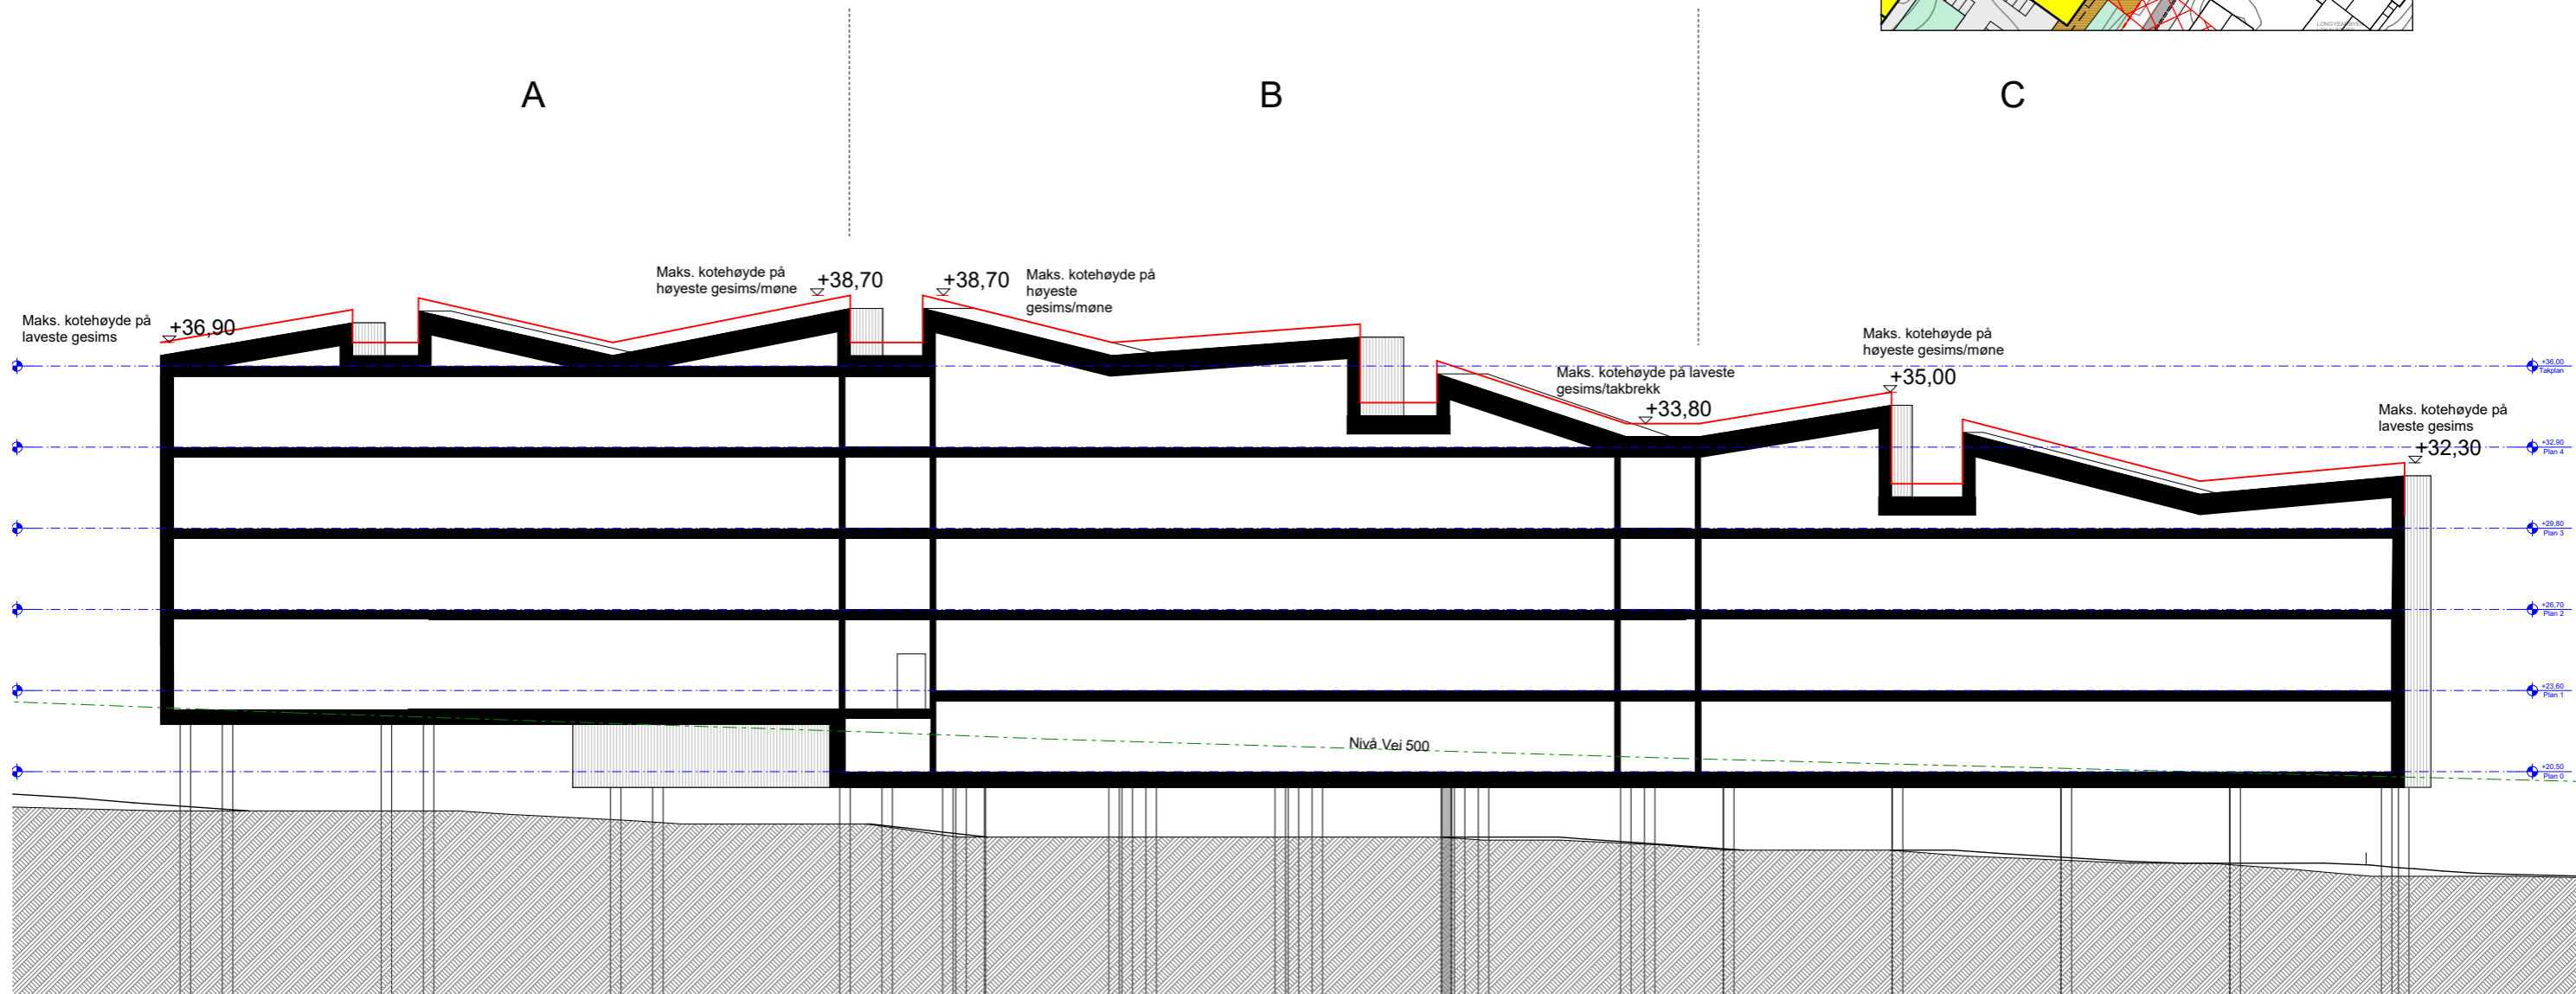 LONGYEARBYEN
A
B
C
Maks. kotehøyde på
laveste gesims
+36,90
Maks. kotehøyde på
høyeste gesims/møne
+38,70
+38,70
Maks. kotehøyde på
høyeste
gesims/møne
Maks. kotehøyde på laveste
gesims/takbrekk
+33,80
Maks. kotehøyde på
høyeste gesims/møne
+35,00
Maks. kotehøyde på
laveste gesims
+32,30
+36,00
Takplan
+32,90
Plan 4
+29,80
Plan 3
+26,70
Plan 2
+23,60
Plan 1
Nivå Vei 500
+20,50
Plan 0